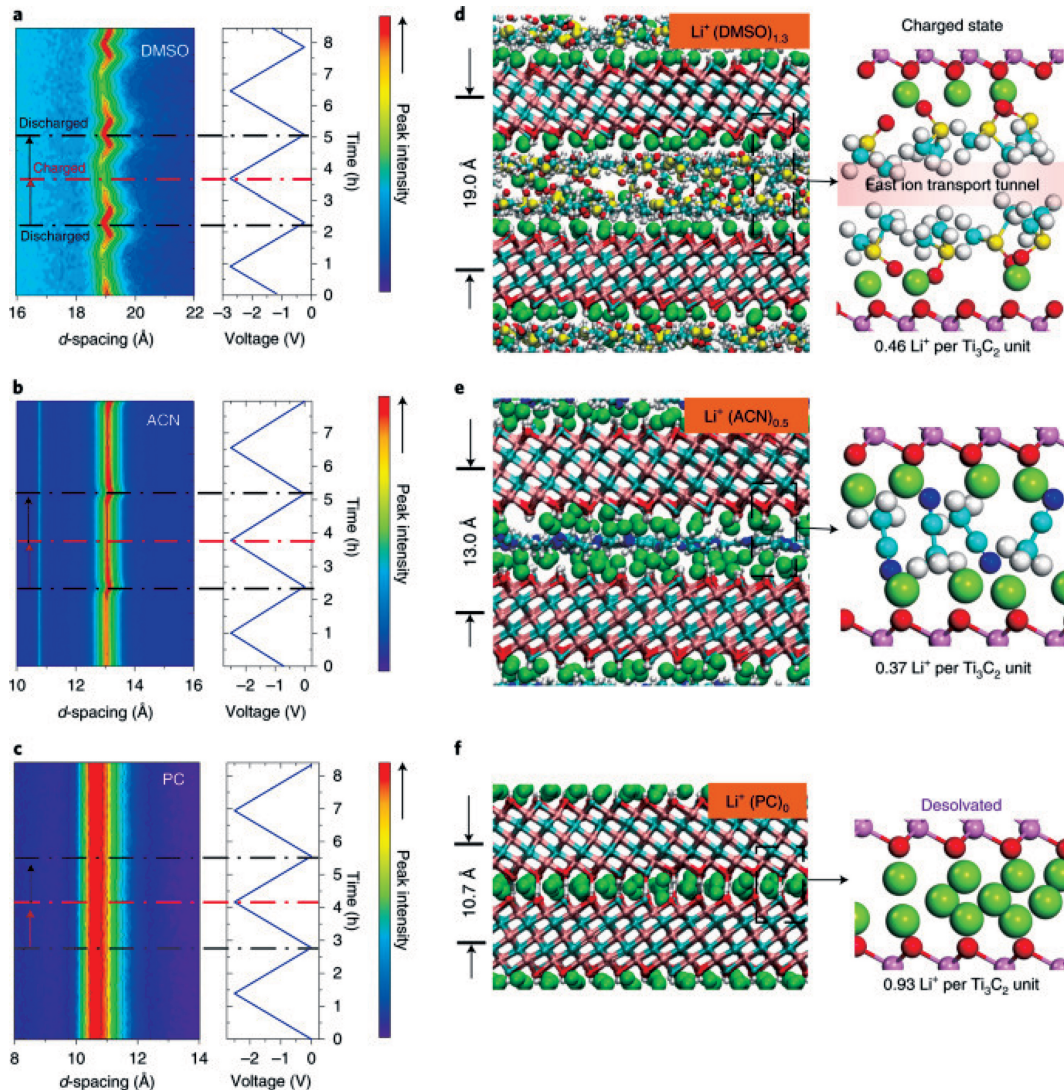 a
DMSO
Discharged
Charged
Discharged
16 18 20 22
d-spacing (Å)
8
7
6
5
4
3
2
1
0
Time (h)
−3 −2 −1 0
Voltage (V)
Peak intensity
b
ACN
10 12 14 16
d-spacing (Å)
7
6
5
4
3
2
1
0
Time (h)
−2 −1 0
Voltage (V)
Peak intensity
c
PC
8 10 12 14
d-spacing (Å)
8
7
6
5
4
3
2
1
0
Time (h)
−2 −1 0
Voltage (V)
Peak intensity
d
Li+ (DMSO)1.3
19.0 Å
Charged state
Fast ion transport tunnel
0.46 Li+ per Ti3C2 unit
e
Li+ (ACN)0.5
13.0 Å
0.37 Li+ per Ti3C2 unit
f
Li+ (PC)0
10.7 Å
Desolvated
0.93 Li+ per Ti3C2 unit